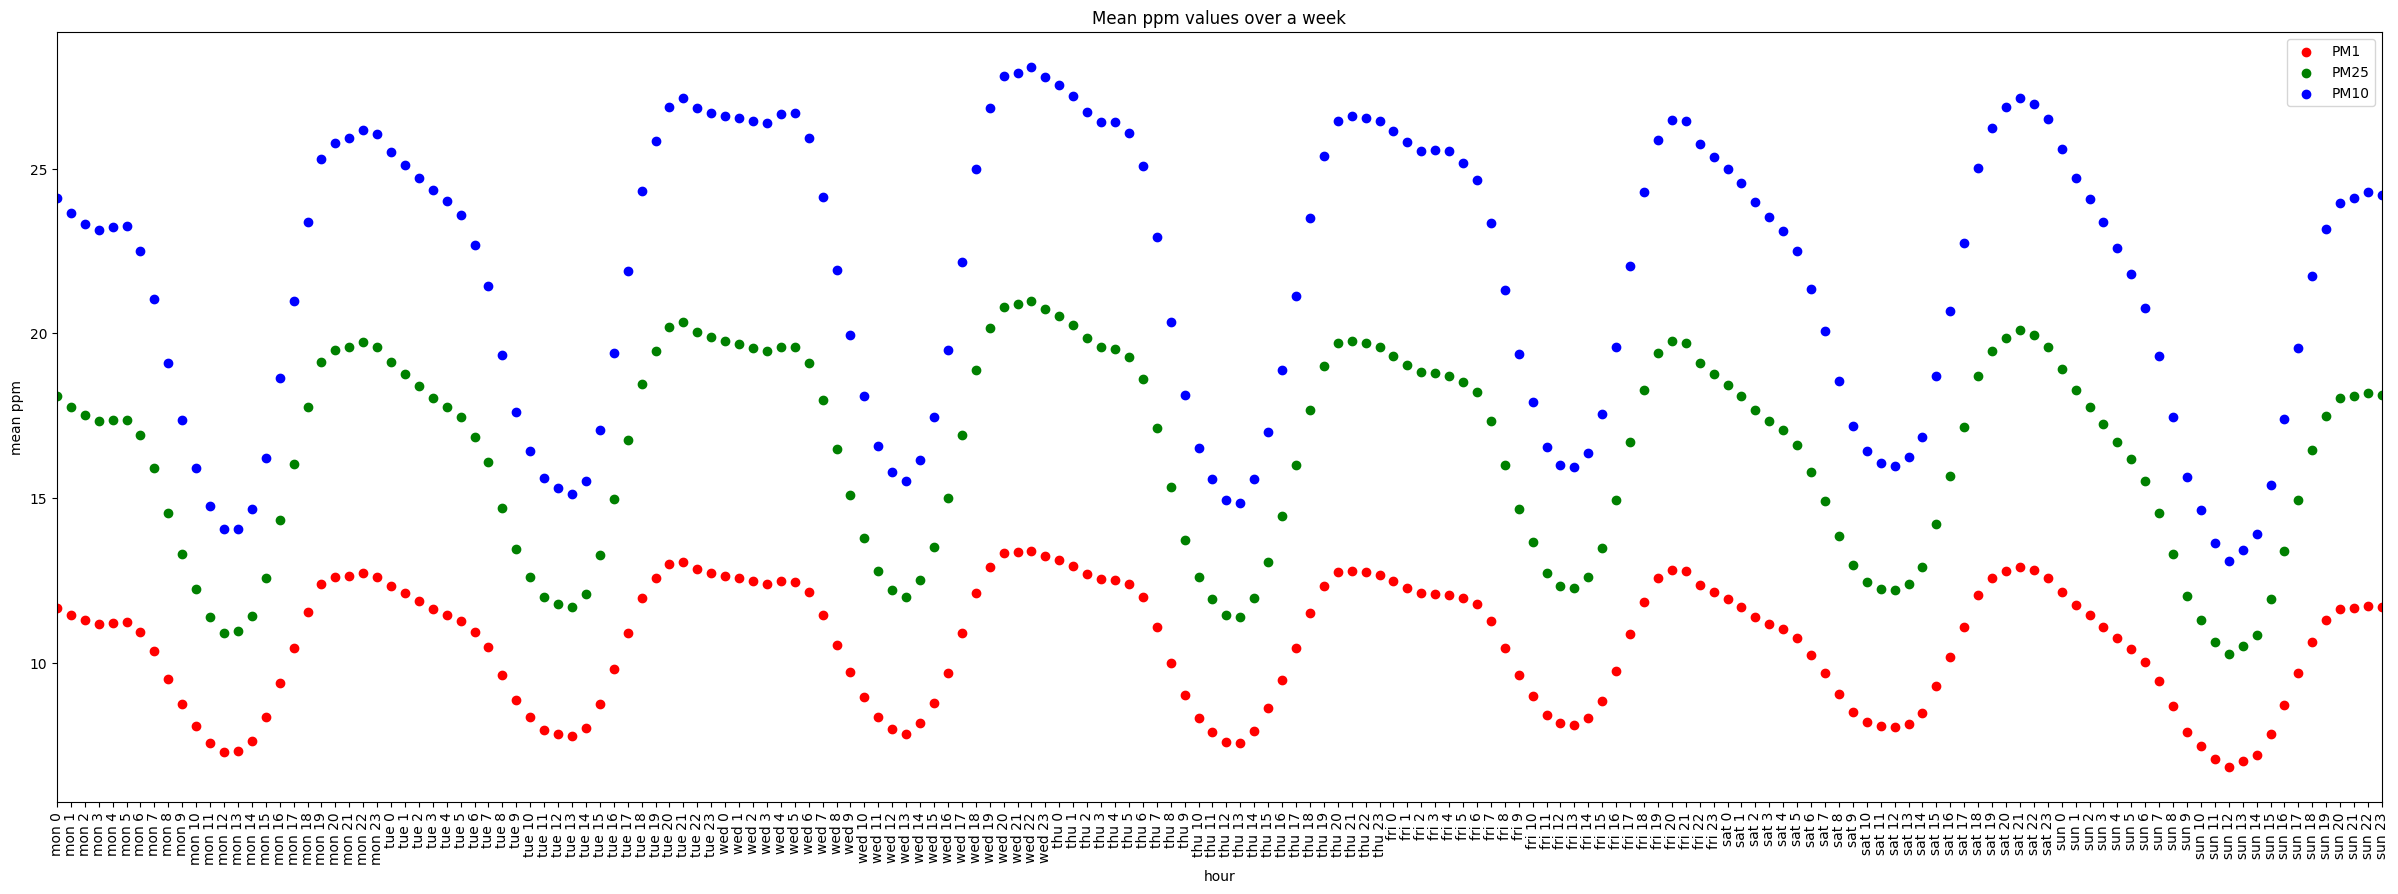 Mean ppm values over a week
PM1
PM25
PM10
mean ppm
25
20
15
10
mon 0
mon 1
mon 2
mon 3
mon 4
mon 5
mon 6
mon 7
mon 8
mon 9
mon 10
mon 11
mon 12
mon 13
mon 14
mon 15
mon 16
mon 17
mon 18
mon 19
mon 20
mon 21
mon 22
mon 23
tue 0
tue 1
tue 2
tue 3
tue 4
tue 5
tue 6
tue 7
tue 8
tue 9
tue 10
tue 11
tue 12
tue 13
tue 14
tue 15
tue 16
tue 17
tue 18
tue 19
tue 20
tue 21
tue 22
tue 23
wed 0
wed 1
wed 2
wed 3
wed 4
wed 5
wed 6
wed 7
wed 8
wed 9
wed 10
wed 11
wed 12
wed 13
wed 14
wed 15
wed 16
wed 17
wed 18
wed 19
wed 20
wed 21
wed 22
wed 23
thu 0
thu 1
thu 2
thu 3
thu 4
thu 5
thu 6
thu 7
thu 8
thu 9
thu 10
thu 11
thu 12
thu 13
thu 14
thu 15
thu 16
thu 17
thu 18
thu 19
thu 20
thu 21
thu 22
thu 23
fri 0
fri 1
fri 2
fri 3
fri 4
fri 5
fri 6
fri 7
fri 8
fri 9
fri 10
fri 11
fri 12
fri 13
fri 14
fri 15
fri 16
fri 17
fri 18
fri 19
fri 20
fri 21
fri 22
fri 23
sat 0
sat 1
sat 2
sat 3
sat 4
sat 5
sat 6
sat 7
sat 8
sat 9
sat 10
sat 11
sat 12
sat 13
sat 14
sat 15
sat 16
sat 17
sat 18
sat 19
sat 20
sat 21
sat 22
sat 23
sun 0
sun 1
sun 2
sun 3
sun 4
sun 5
sun 6
sun 7
sun 8
sun 9
sun 10
sun 11
sun 12
sun 13
sun 14
sun 15
sun 16
sun 17
sun 18
sun 19
sun 20
sun 21
sun 22
sun 23
hour